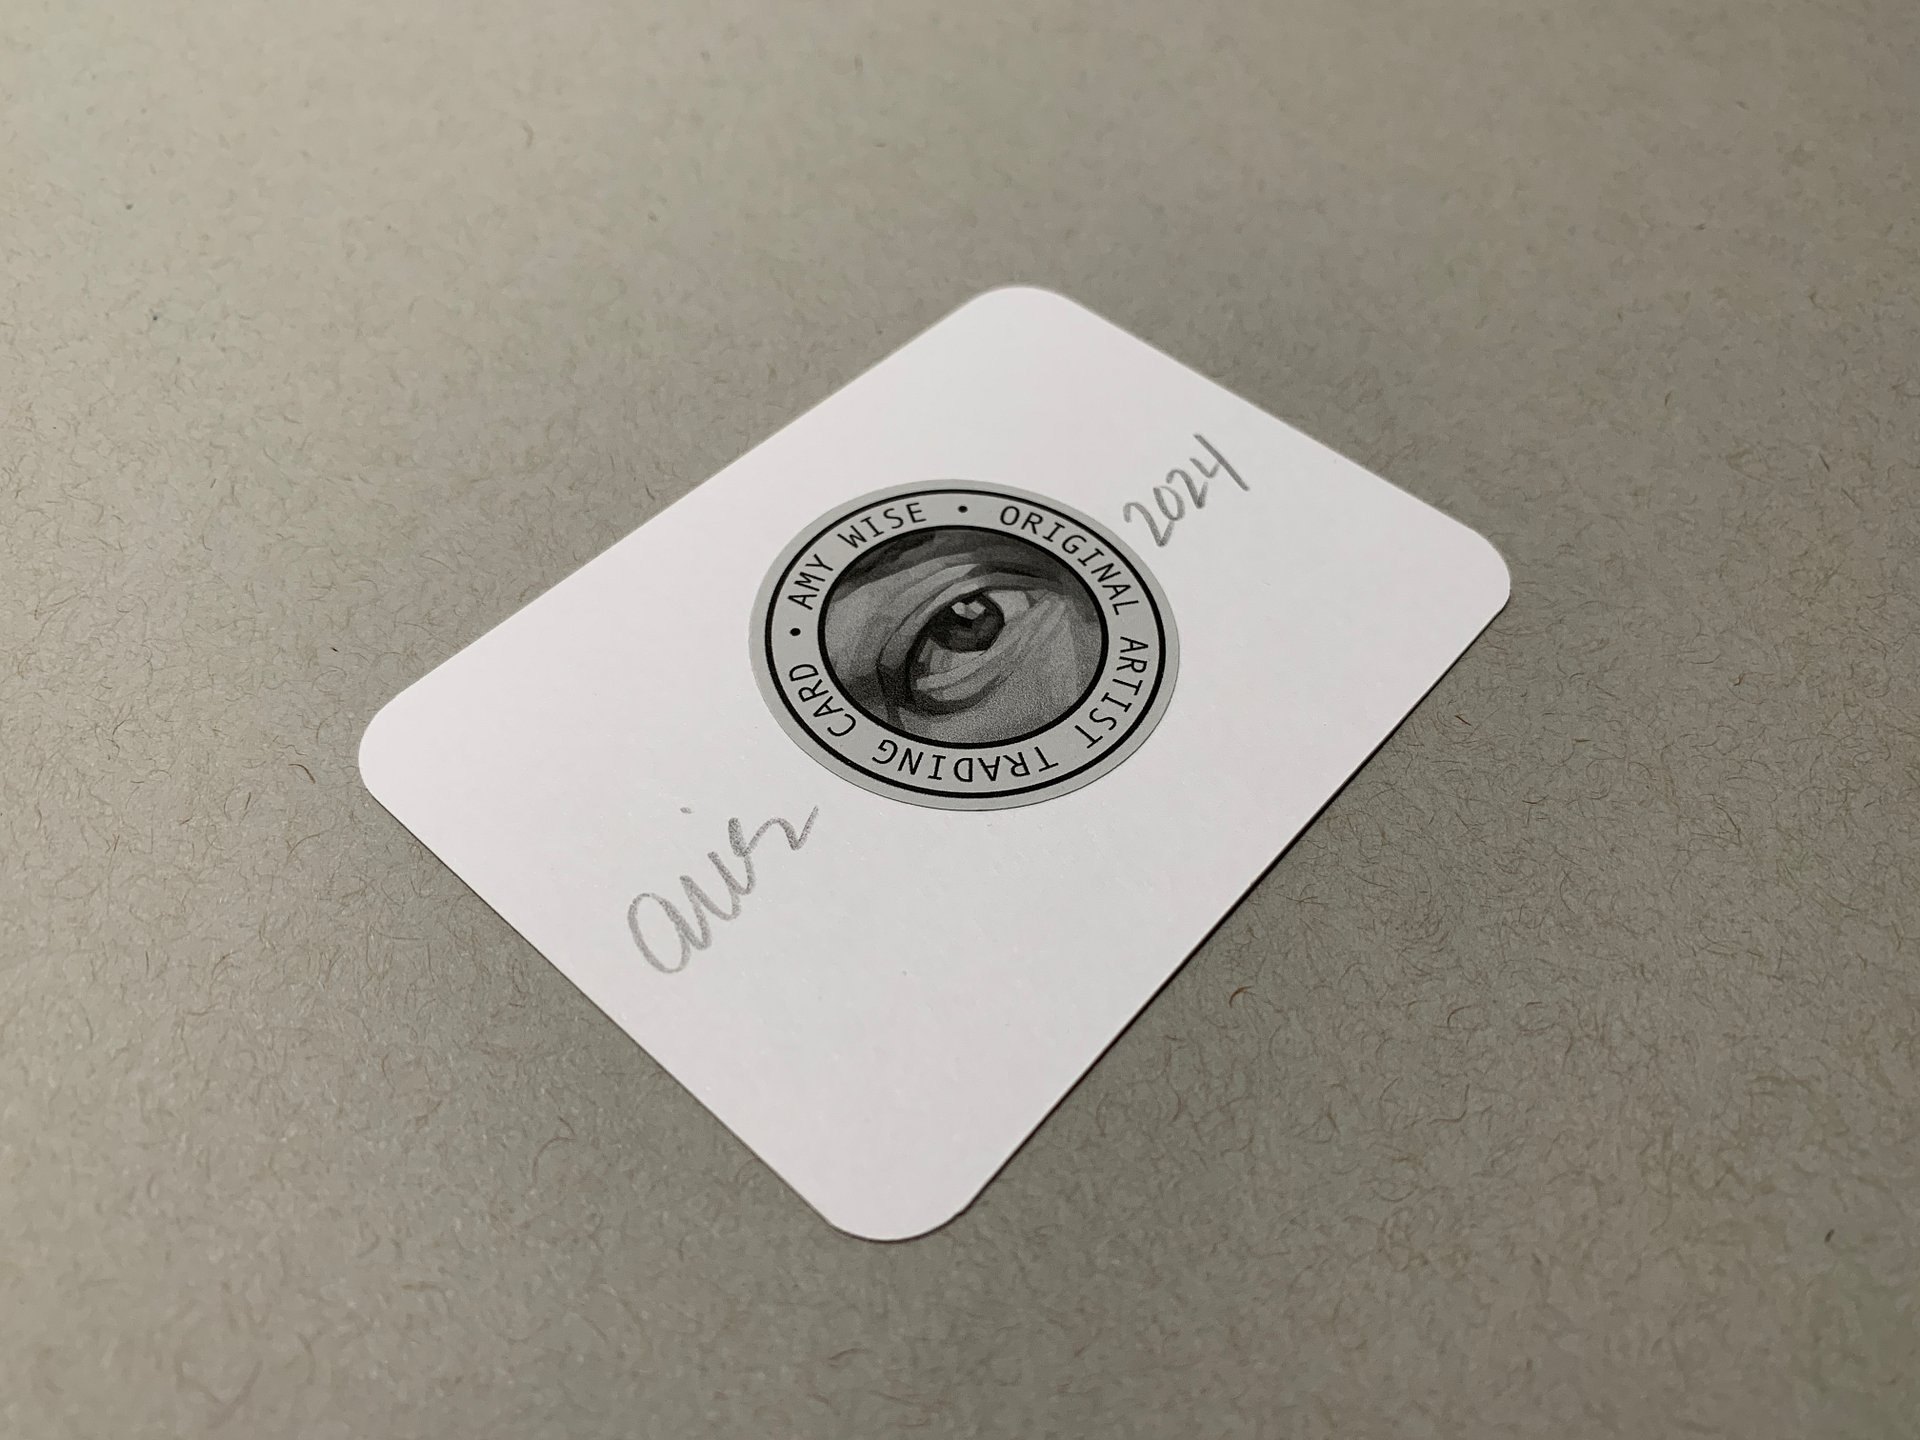 AMY WISE • ORIGINAL ARTIST TRADING CARD •
2024